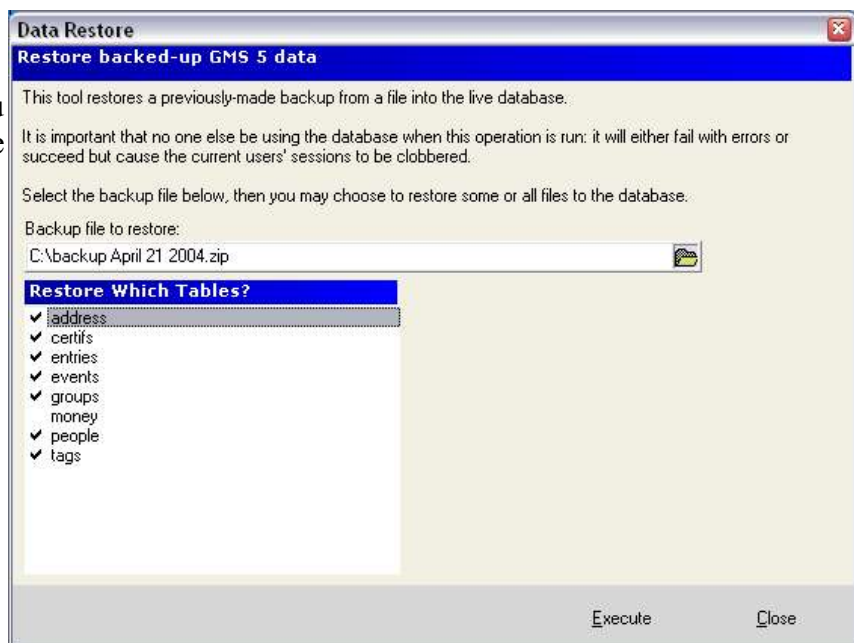 Data Restore
Restore backed-up GMS 5 data
This tool restores a previously-made backup from a file into the live database.
It is important that no one else be using the database when this operation is run: it will either fail with errors or
succeed but cause the current users' sessions to be clobbered.
Select the backup file below, then you may choose to restore some or all files to the database.
Backup file to restore:
C:\backup April 21 2004.zip
Restore Which Tables?
address
certifs
entries
events
groups
money
people
tags
Execute
Close